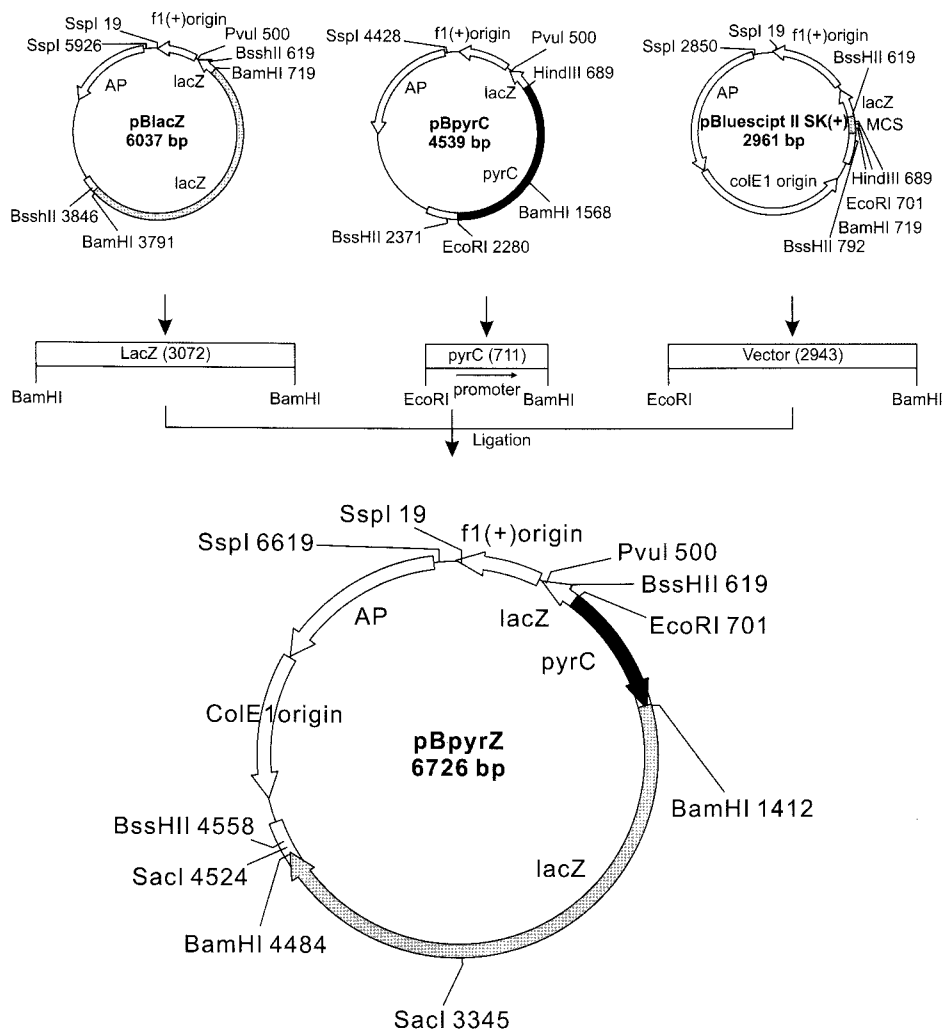 SspI 19
f1(+)origin
SspI 5926
PvuI 500
BsshII 619
BamHI 719
lacZ
AP
pBlacZ
6037 bp
lacZ
BsshII 3846
BamHI 3791
SspI 4428
f1(+)origin
PvuI 500
HindIII 689
lacZ
AP
pBpyrC
4539 bp
pyrC
BamHI 1568
BssHII 2371
EcoRI 2280
SspI 19
f1(+)origin
SspI 2850
BssHII 619
AP
lacZ
MCS
pBluescipt II SK(+)
2961 bp
colE1 origin
HindIII 689
EcoRI 701
BamHI 719
BssHII 792
LacZ (3072)
BamHI
BamHI
pyrC (711)
promoter
EcoRI
BamHI
Vector (2943)
EcoRI
BamHI
Ligation
SspI 19
f1(+)origin
SspI 6619
PvuI 500
BssHII 619
EcoRI 701
lacZ
AP
pyrC
ColE1origin
pBpyrZ
6726 bp
BamHI 1412
BssHII 4558
SacI 4524
lacZ
BamHI 4484
SacI 3345